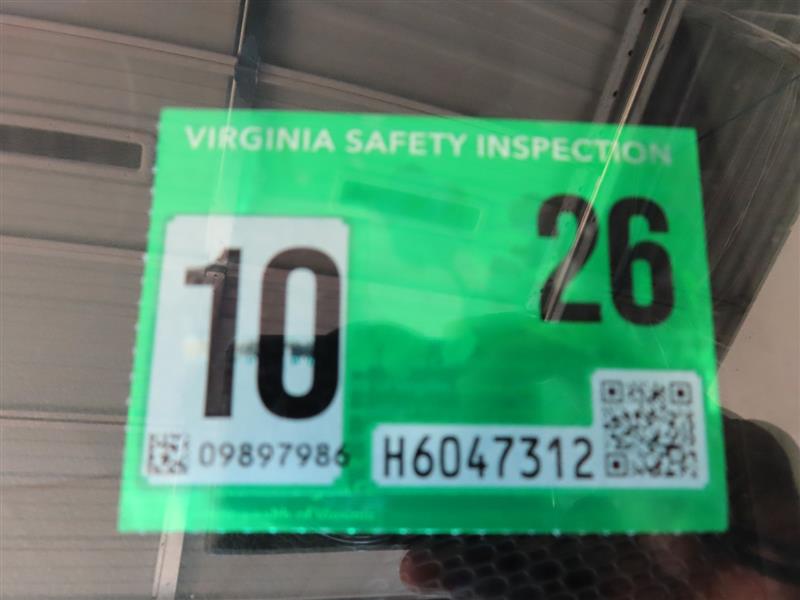 VIRGINIA SAFETY INSPECTION
10 26
09897986 H6047312